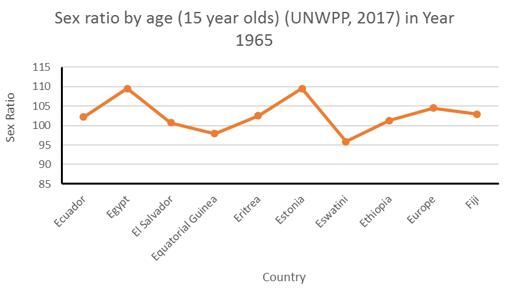 Sex ratio by age (15 year olds) (UNWPP, 2017) in Year
1965
115
110
105
100
95
90
85
Sex Ratio
Ecuador
Egypt
El Salvador
Equatorial Guinea
Eritrea
Estonia
Eswatini
Ethiopia
Europe
Fiji
Country